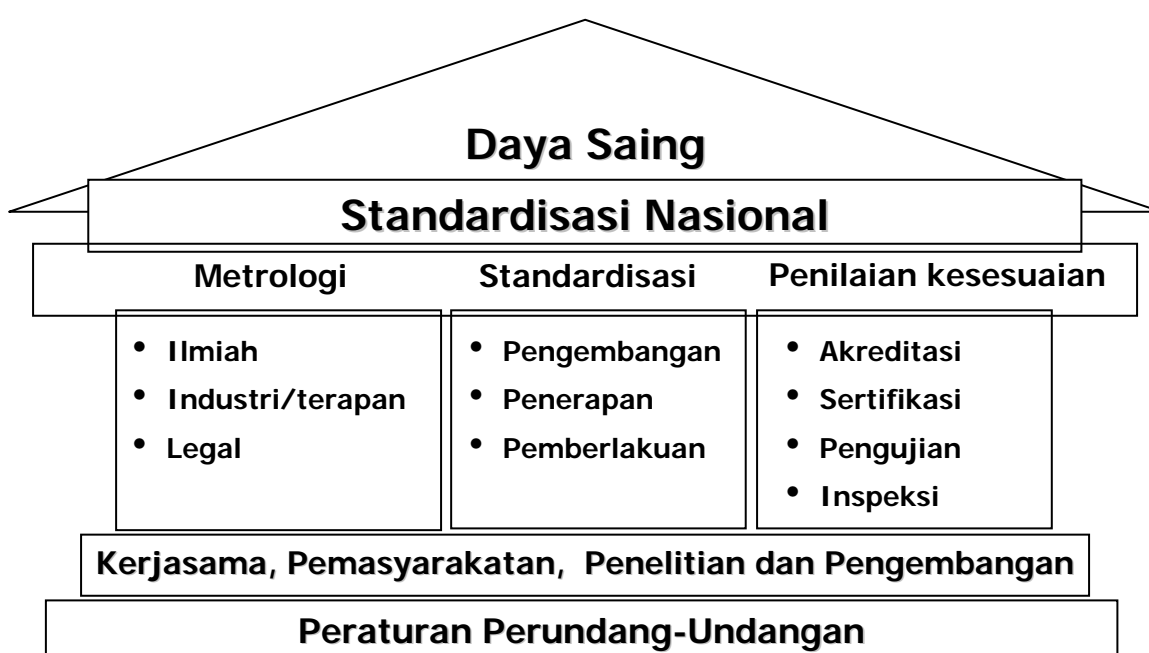 Daya Saing
Standardisasi Nasional
Metrologi
Standardisasi
Penilaian kesesuaian
• Ilmiah
• Industri/terapan
• Legal
• Pengembangan
• Penerapan
• Pemberlakuan
• Akreditasi
• Sertifikasi
• Pengujian
• Inspeksi
Kerjasama, Pemasyarakatan, Penelitian dan Pengembangan
Peraturan Perundang-Undangan